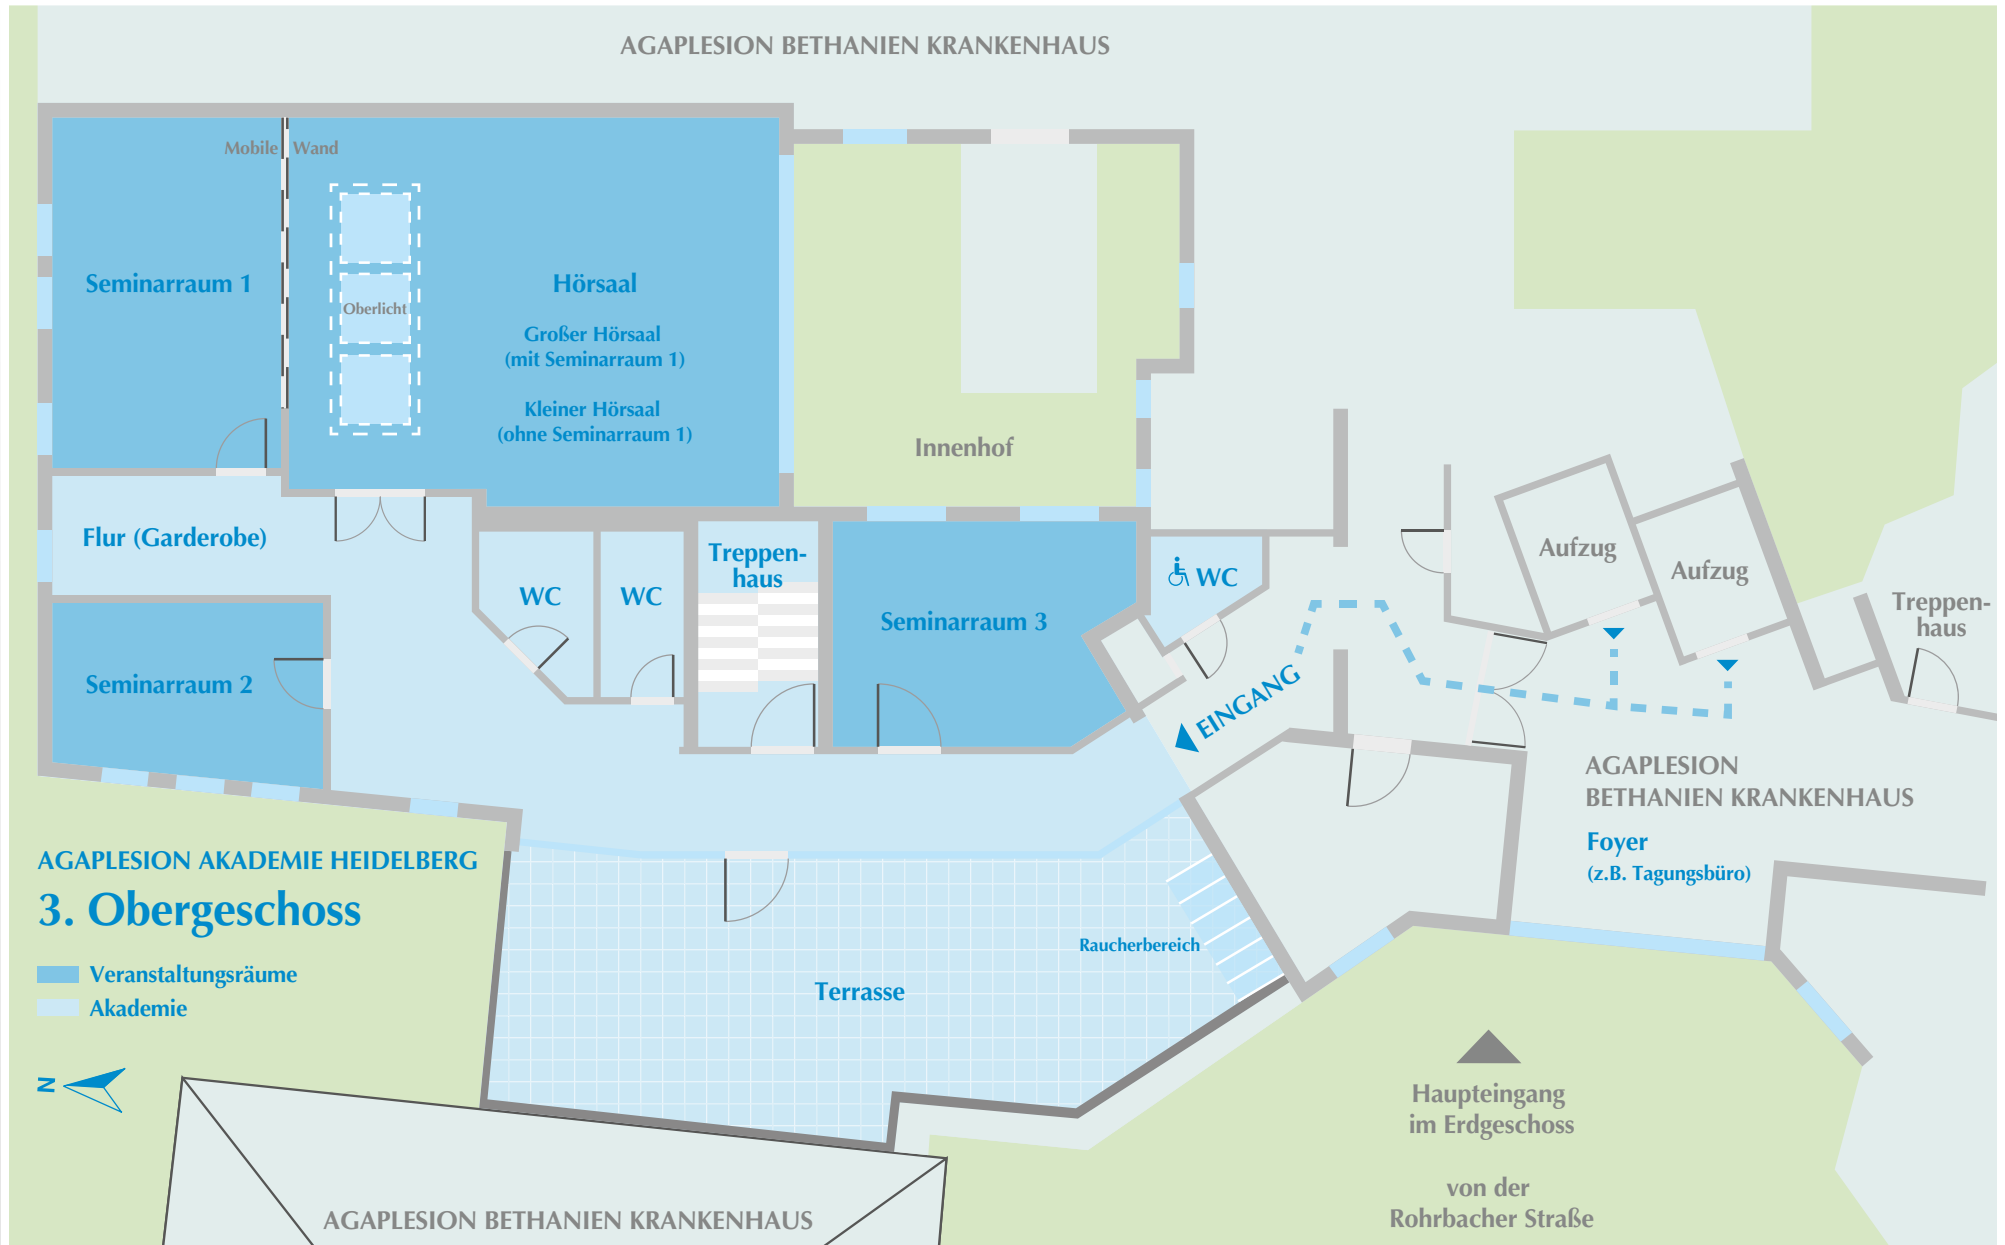 AGAPLESION BETHANIEN KRANKENHAUS
Mobile Wand
Seminarraum 1
Oberlicht
Hörsaal
Großer Hörsaal
(mit Seminarraum 1)
Kleiner Hörsaal
(ohne Seminarraum 1)
Innenhof
Flur (Garderobe)
WC
WC
Treppen-
haus
Seminarraum 3
WC
Aufzug
Aufzug
Treppen-
haus
Seminarraum 2
EINGANG
AGAPLESION
BETHANIEN KRANKENHAUS
Foyer
(z.B. Tagungsbüro)
AGAPLESION AKADEMIE HEIDELBERG
3. Obergeschoss
Veranstaltungsräume
Akademie
N
Raucherbereich
Terrasse
Haupteingang
im Erdgeschoss
von der
Rohrbacher Straße
AGAPLESION BETHANIEN KRANKENHAUS